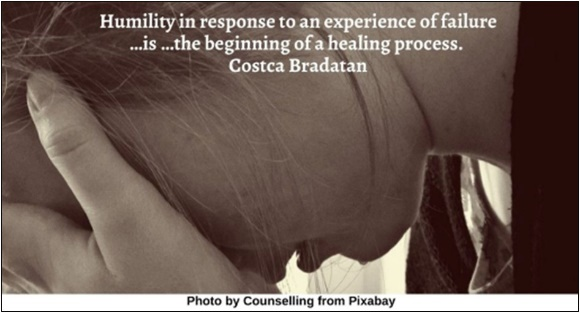 Humility in response to an experience of failure
...is ...the beginning of a healing process.
Costca Bradatan
Photo by Counselling from Pixabay